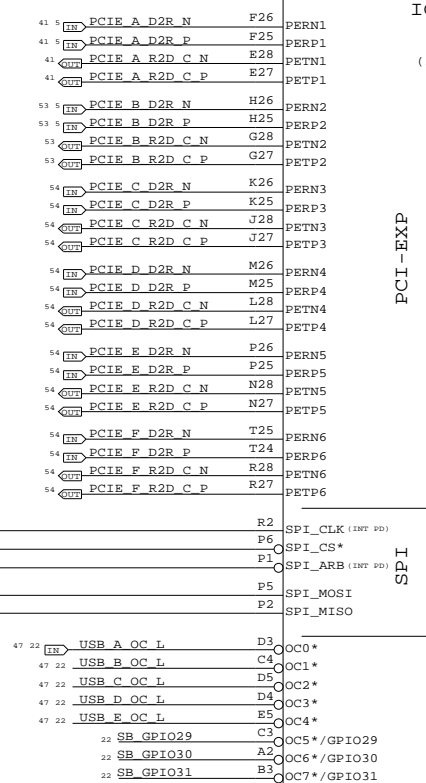 IO
41 5 IN PCIE_A_D2R_N F26 PERN1
41 5 IN PCIE_A_D2R_P F25 PERP1
41 OUT PCIE_A_R2D_C_N E28 PETN1
41 OUT PCIE_A_R2D_C_P E27 PETP1
(
53 5 IN PCIE_B_D2R_N H26 PERN2
53 5 IN PCIE_B_D2R_P H25 PERP2
53 OUT PCIE_B_R2D_C_N G28 PETN2
53 OUT PCIE_B_R2D_C_P G27 PETP2
54 IN PCIE_C_D2R_N K26 PERN3
54 IN PCIE_C_D2R_P K25 PERP3
54 OUT PCIE_C_R2D_C_N J28 PETN3
54 OUT PCIE_C_R2D_C_P J27 PETP3
PCI-EXP
54 IN PCIE_D_D2R_N M26 PERN4
54 IN PCIE_D_D2R_P M25 PERP4
54 OUT PCIE_D_R2D_C_N L28 PETN4
54 OUT PCIE_D_R2D_C_P L27 PETP4
54 IN PCIE_E_D2R_N P26 PERN5
54 IN PCIE_E_D2R_P P25 PERP5
54 OUT PCIE_E_R2D_C_N N28 PETN5
54 OUT PCIE_E_R2D_C_P N27 PETP5
54 IN PCIE_F_D2R_N T25 PERN6
54 IN PCIE_F_D2R_P T24 PERP6
54 OUT PCIE_F_R2D_C_N R28 PETN6
54 OUT PCIE_F_R2D_C_P R27 PETP6
R2 SPI_CLK (INT PD)
P6 SPI_CS*
P1 SPI_ARB (INT PD)
SPI
P5 SPI_MOSI
P2 SPI_MISO
47 22 IN USB_A_OC_L D3 OC0*
47 22 USB_B_OC_L C4 OC1*
47 22 USB_C_OC_L D5 OC2*
47 22 USB_D_OC_L D4 OC3*
47 22 USB_E_OC_L E5 OC4*
22 SB_GPIO29 C3 OC5*/GPIO29
22 SB_GPIO30 A2 OC6*/GPIO30
22 SB_GPIO31 B3 OC7*/GPIO31